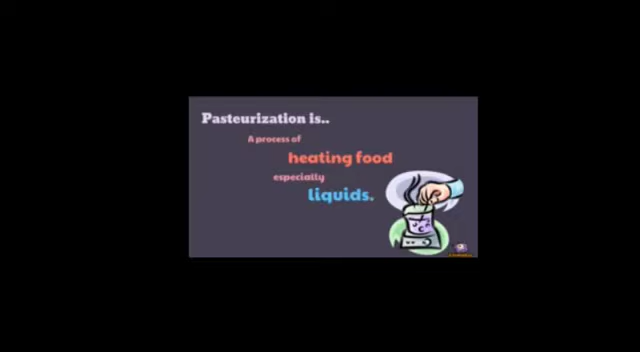 Pasteurization is..
A process of
heating food
especially
liquids.